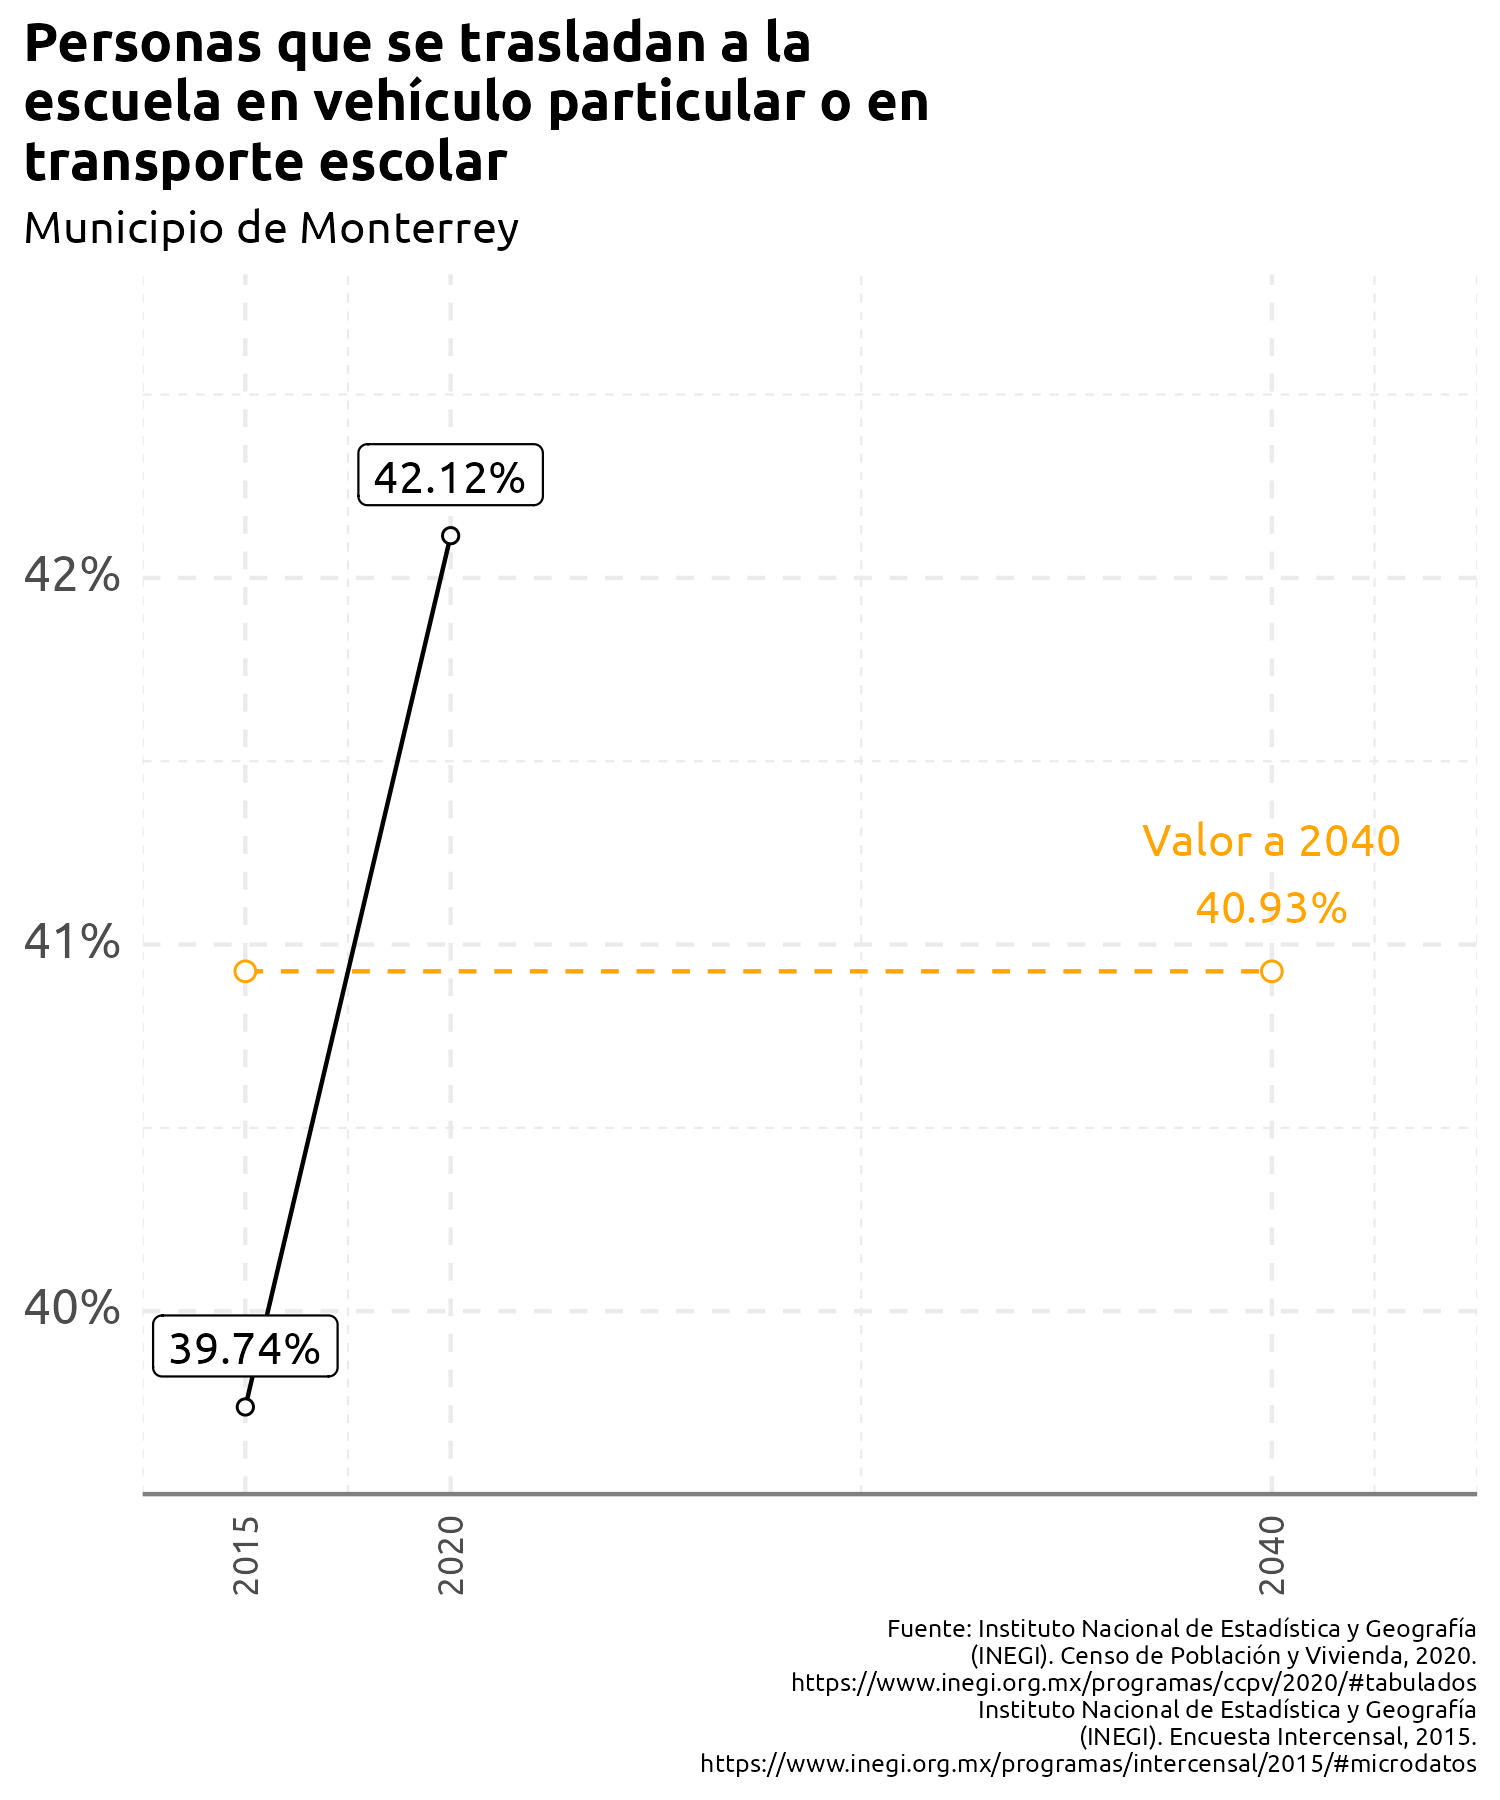 Personas que se trasladan a la
escuela en vehículo particular o en
transporte escolar
Municipio de Monterrey
42.12%
42%
Valor a 2040
40.93%
41%
40%
39.74%
2015
2020
2040
Fuente: Instituto Nacional de Estadística y Geografía
(INEGI). Censo de Población y Vivienda, 2020.
https://www.inegi.org.mx/programas/ccpv/2020/#tabulados
Instituto Nacional de Estadística y Geografía
(INEGI). Encuesta Intercensal, 2015.
https://www.inegi.org.mx/programas/intercensal/2015/#microdatos